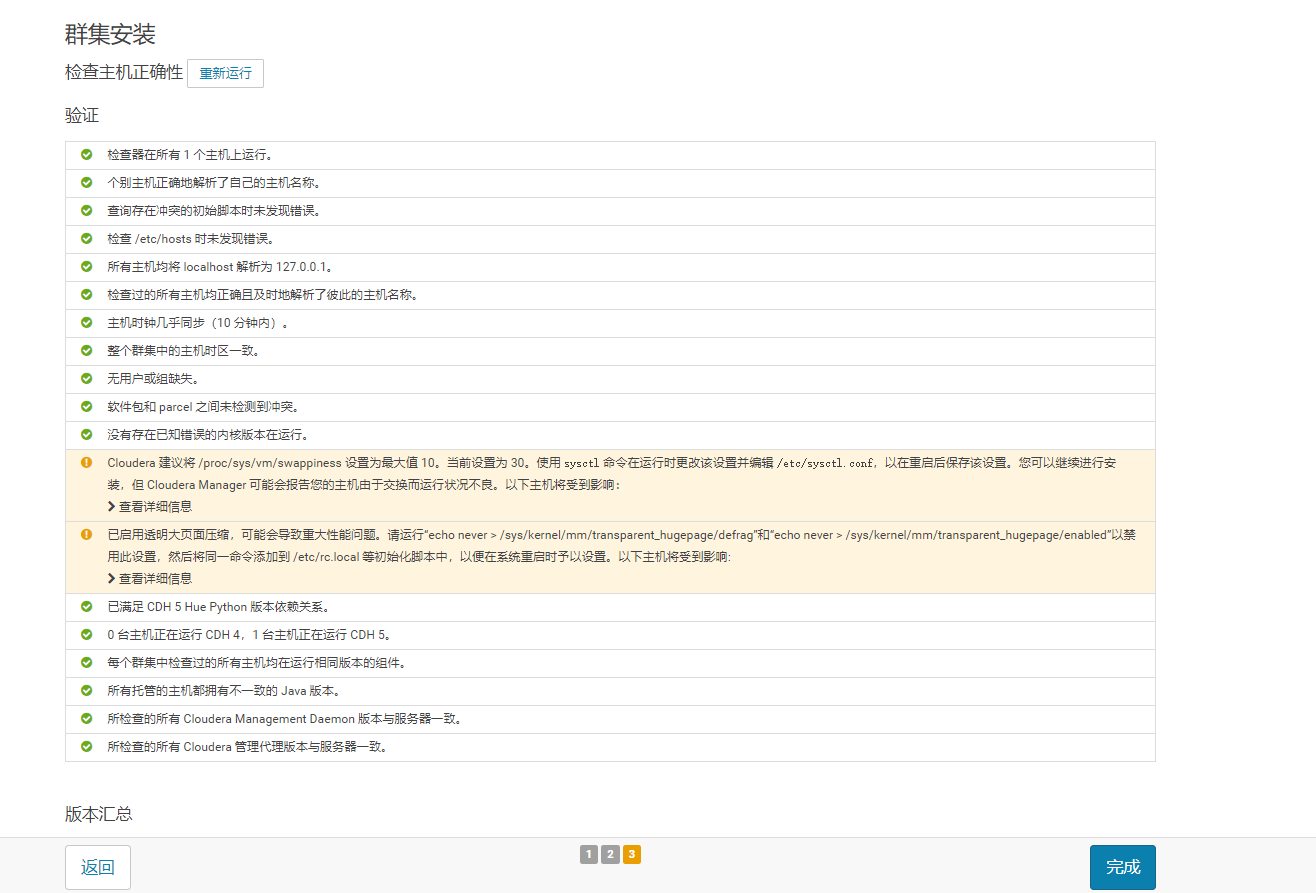 群集安装
检查主机正确性 重新运行
验证
检查器在所有 1 个主机上运行。
个别主机正确地解析了自己的主机名称。
查询存在冲突的初始脚本时未发现错误。
检查 /etc/hosts 时未发现错误。
所有主机均将 localhost 解析为 127.0.0.1。
检查过的所有主机均正确且及时地解析了彼此的主机名称。
主机时钟几乎同步（10 分钟内）。
整个群集中的主机时区一致。
无用户或组缺失。
软件包和 parcel 之间未检测到冲突。
没有存在已知错误的内核版本在运行。
Cloudera 建议将 /proc/sys/vm/swappiness 设置为最大值 10。当前设置为 30。使用 sysctl 命令在运行时更改该设置并编辑 /etc/sysctl.conf，以在重启后保存该设置。您可以继续进行安
装，但 Cloudera Manager 可能会报告您的主机由于交换而运行状况不良。以下主机将受到影响：
查看详细信息
已启用透明大页面压缩，可能会导致重大性能问题。请运行“echo never > /sys/kernel/mm/transparent_hugepage/defrag”和“echo never > /sys/kernel/mm/transparent_hugepage/enabled”以禁
用此设置，然后将同一命令添加到 /etc/rc.local 等初始化脚本中，以便在系统重启时予以设置。以下主机将受到影响:
查看详细信息
已满足 CDH 5 Hue Python 版本依赖关系。
0 台主机正在运行 CDH 4，1 台主机正在运行 CDH 5。
每个群集中检查过的所有主机均在运行相同版本的组件。
所有托管的主机都拥有不一致的 Java 版本。
所检查的所有 Cloudera Management Daemon 版本与服务器一致。
所检查的所有 Cloudera 管理代理版本与服务器一致。
版本汇总
返回 1 2 3 完成